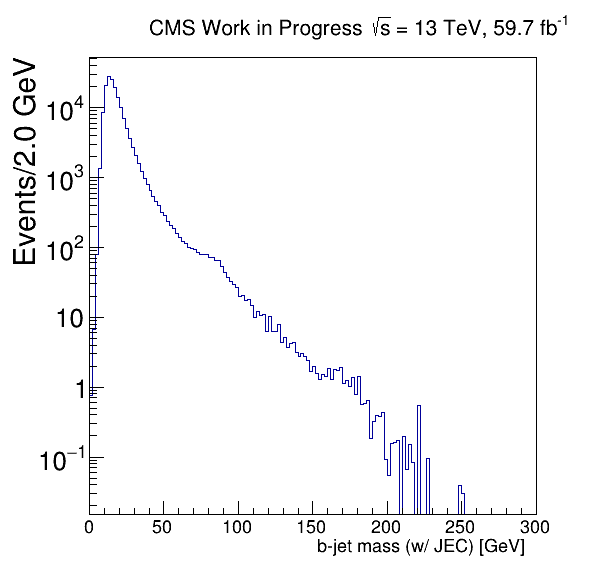 CMS Work in Progress √s = 13 TeV, 59.7 fb⁻¹
Events/2.0 GeV
10⁴
10³
10²
10
1
10⁻¹
0 50 100 150 200 250 300
b-jet mass (w/ JEC) [GeV]